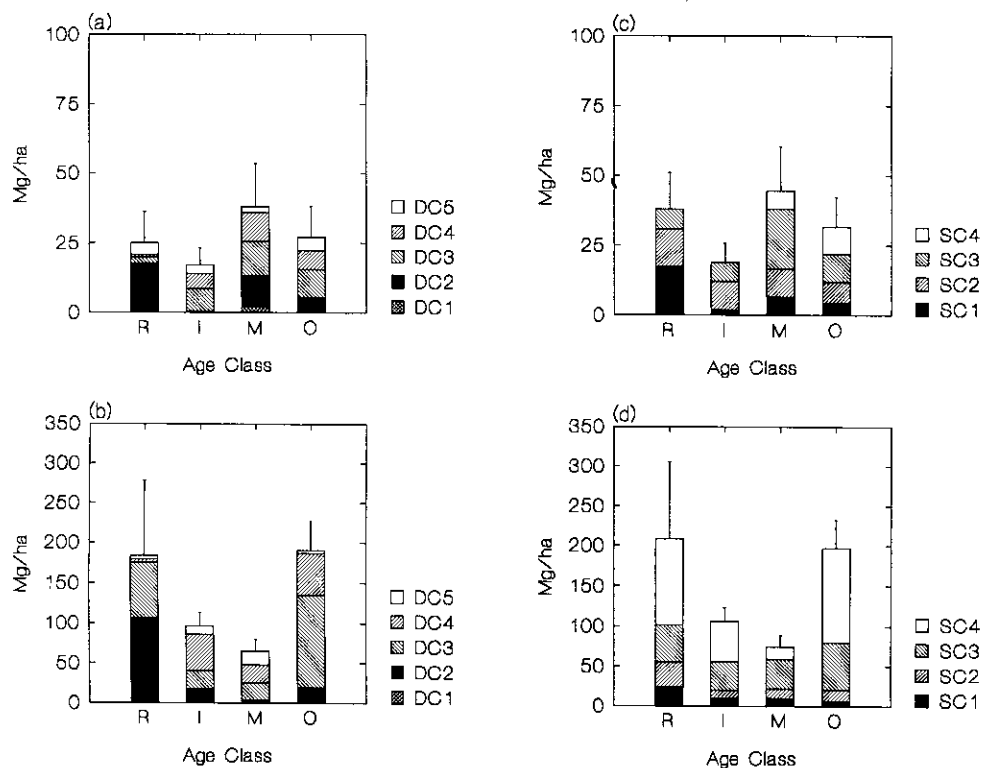 (a)
100
75
50
25
0
Mg/ha
R I M O
Age Class
DC5
DC4
DC3
DC2
DC1
(c)
100
75
50
25
0
Mg/ha
R I M O
Age Class
SC4
SC3
SC2
SC1
(b)
350
300
250
200
150
100
50
0
Mg/ha
R I M O
Age Class
DC5
DC4
DC3
DC2
DC1
(d)
350
300
250
200
150
100
50
0
Mg/ha
R I M O
Age Class
SC4
SC3
SC2
SC1